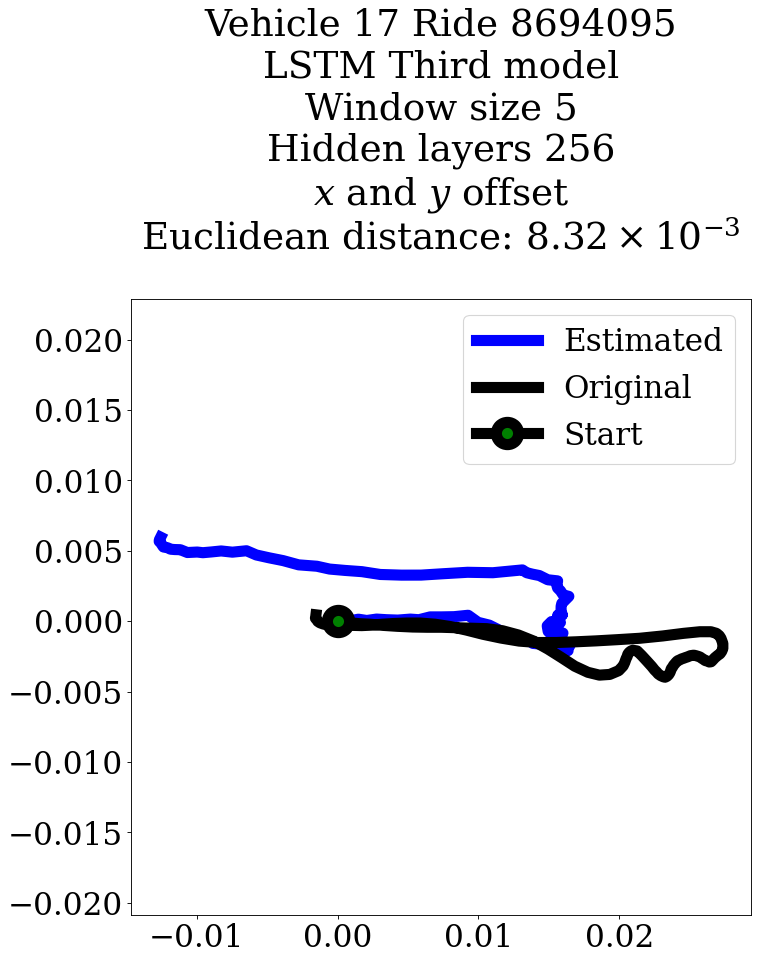 Vehicle 17 Ride 8694095
LSTM Third model
Window size 5
Hidden layers 256
x and y offset
Euclidean distance: 8.32 × 10⁻³
Estimated
Original
Start
0.020
0.015
0.010
0.005
0.000
−0.005
−0.010
−0.015
−0.020
−0.01 0.00 0.01 0.02